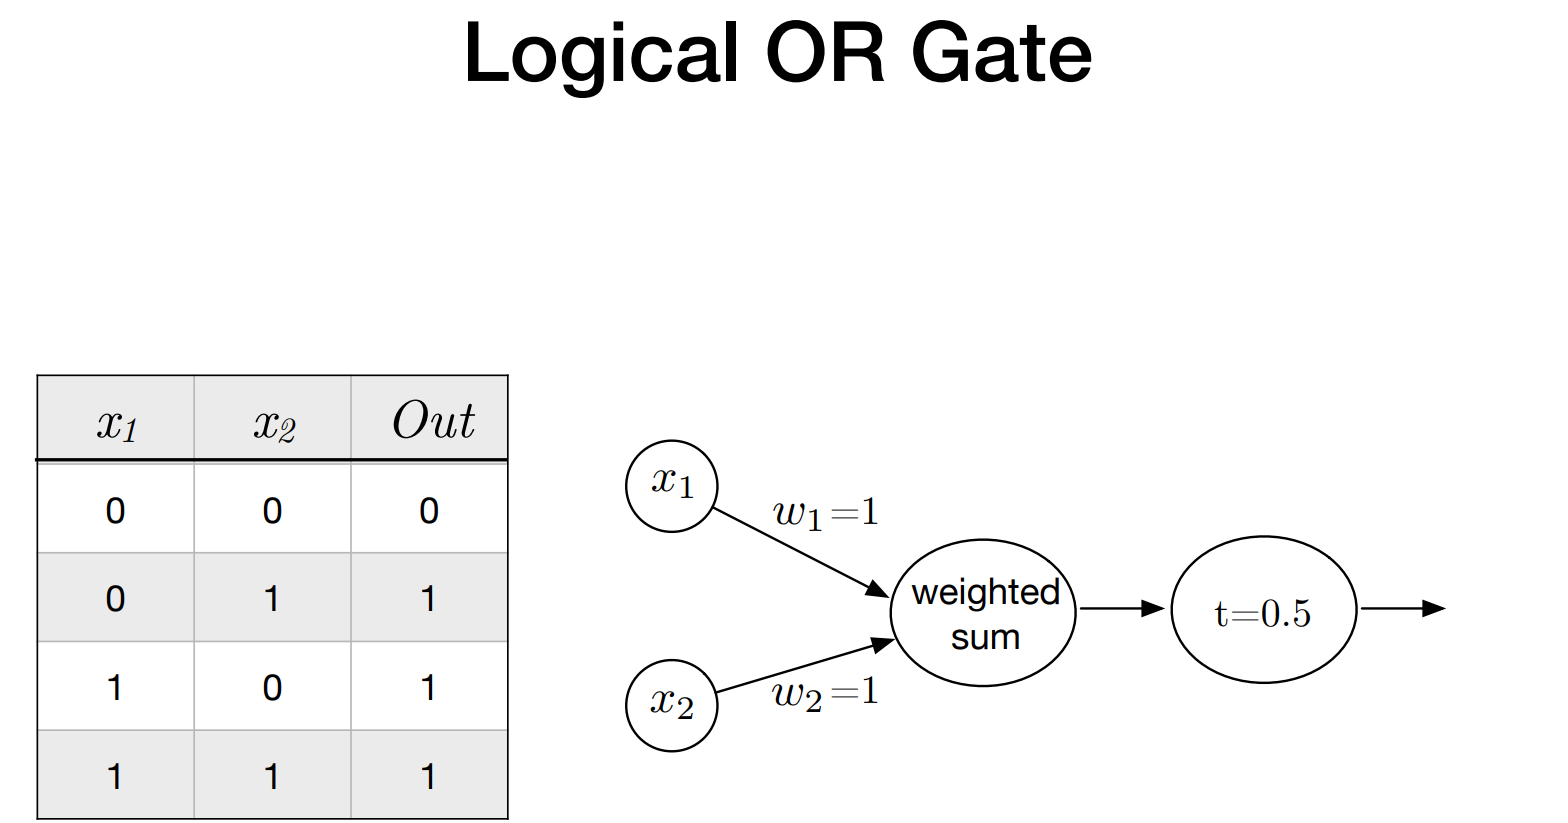 Logical OR Gate
x1 x2 Out
0 0 0
0 1 1
1 0 1
1 1 1
x1
w1=1
weighted
sum
t=0.5
x2
w2=1